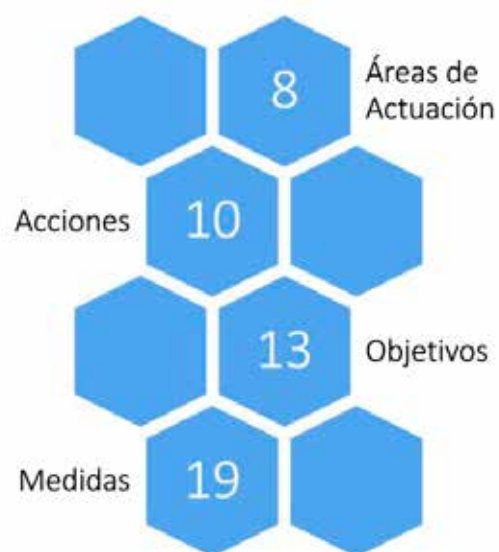 8
Áreas de
Actuación
Acciones
10
13
Objetivos
Medidas
19